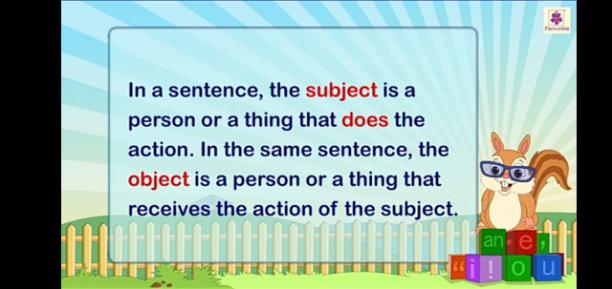 Periwinkle
In a sentence, the subject is a
person or a thing that does the
action. In the same sentence, the
object is a person or a thing that
receives the action of the subject.
an e ,
“ i ! o u